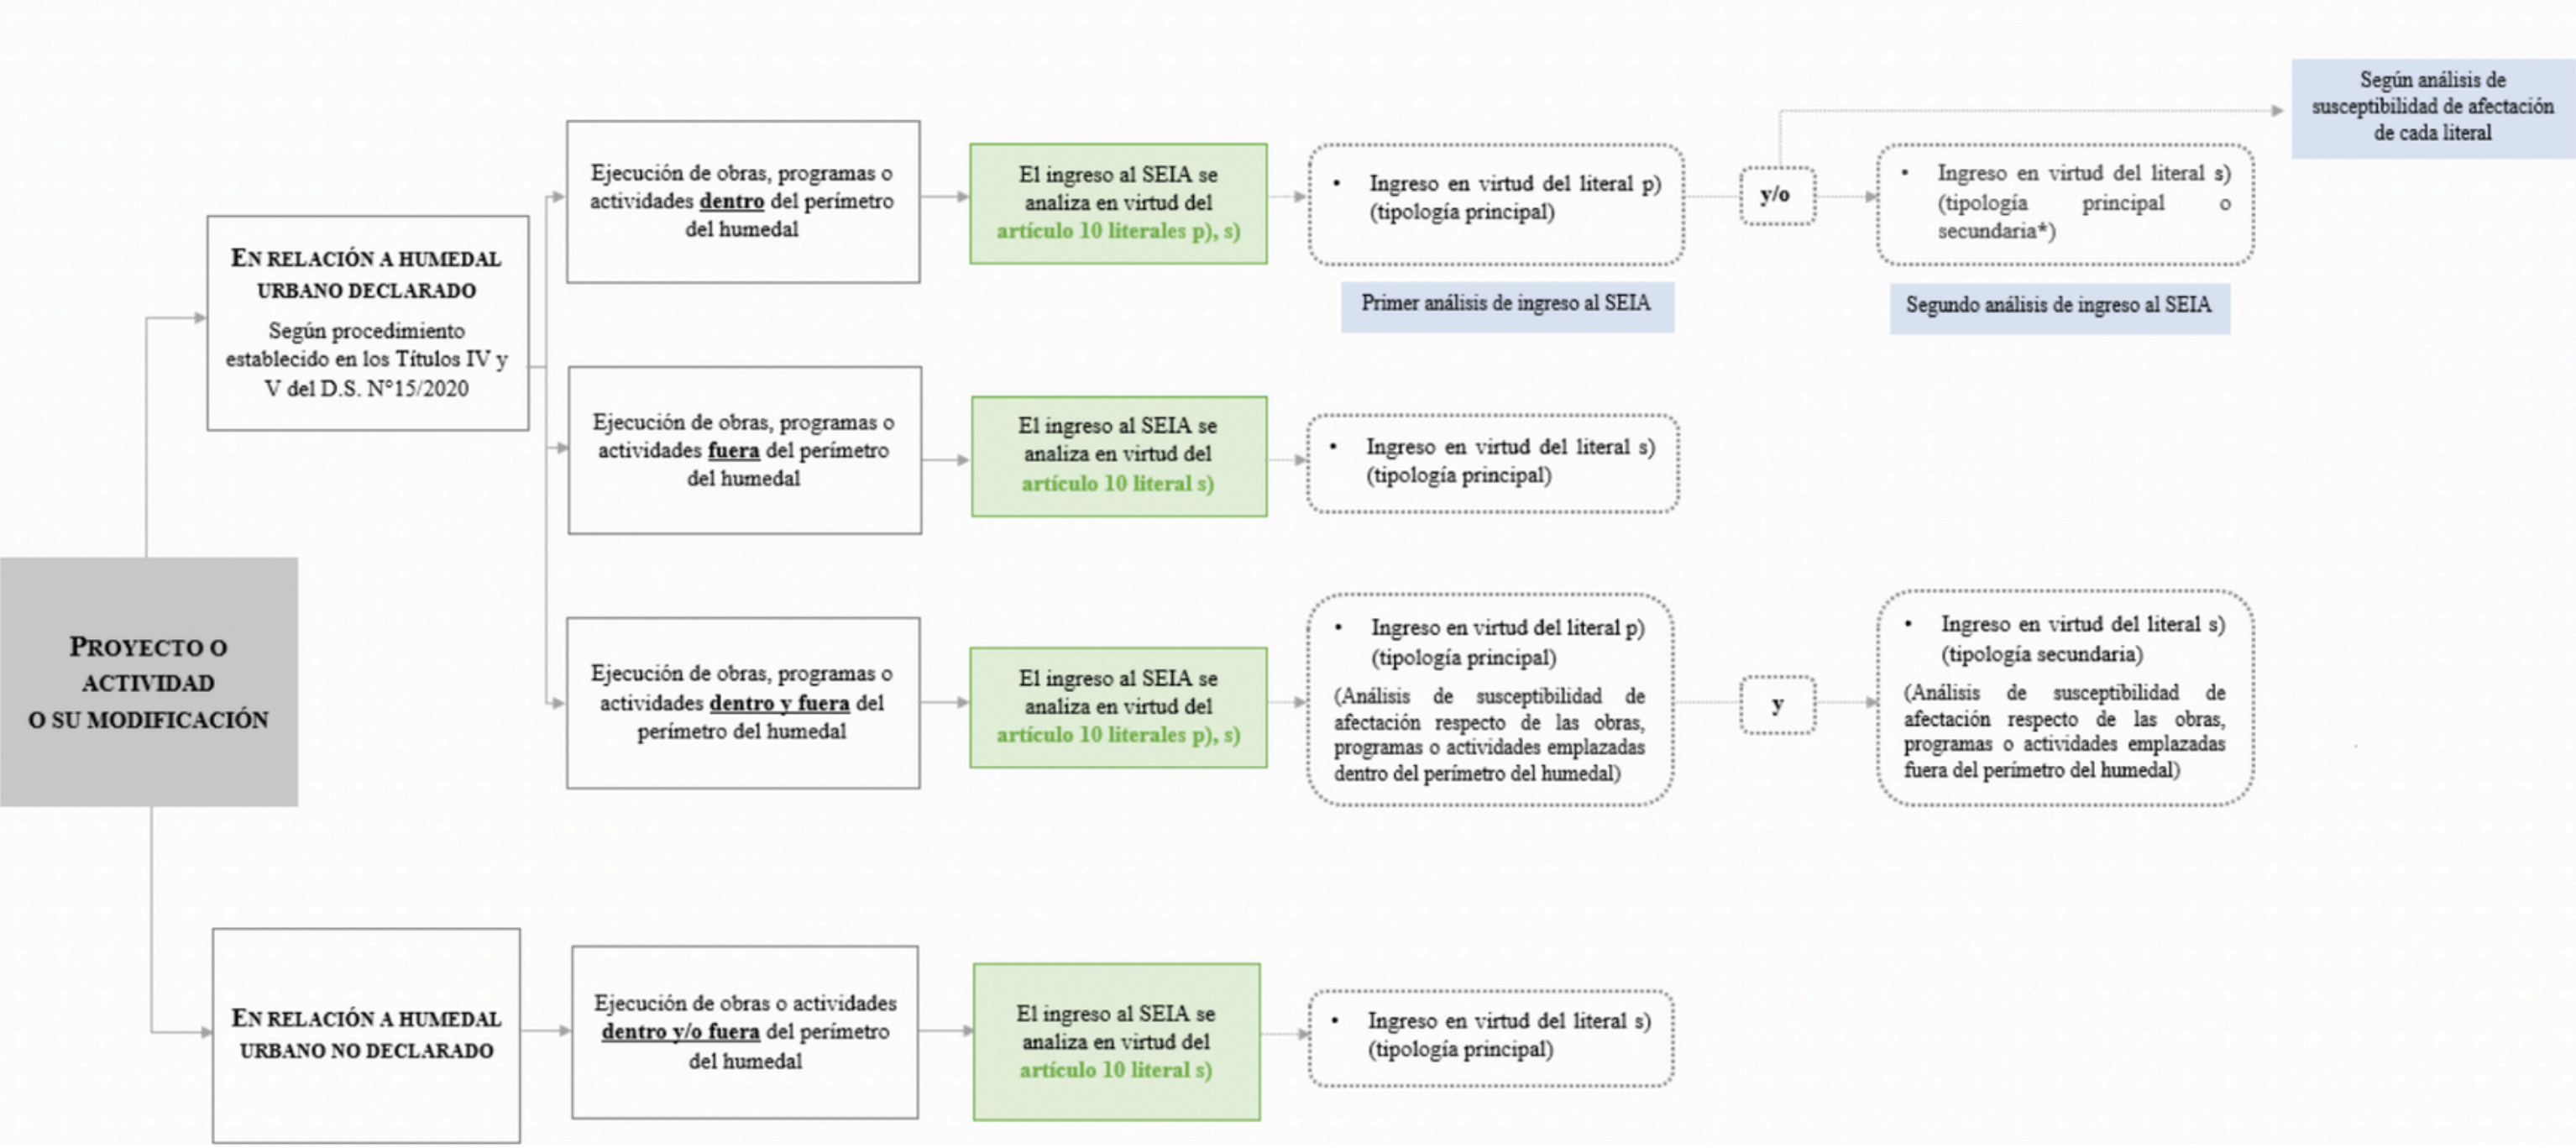 PROYECTO O
ACTIVIDAD
O SU MODIFICACIÓN
EN RELACIÓN A HUMEDAL
URBANO DECLARADO
Según procedimiento
establecido en los Títulos IV y
V del D.S. N°15/2020
Ejecución de obras, programas o
actividades dentro del perímetro
del humedal
El ingreso al SEIA se
analiza en virtud del
artículo 10 literales p), s)
• Ingreso en virtud del literal p)
(tipología principal)
Primer análisis de ingreso al SEIA
y/o
Según análisis de
susceptibilidad de afectación
de cada literal
• Ingreso en virtud del literal s)
(tipología principal o
secundaria*)
Segundo análisis de ingreso al SEIA
Ejecución de obras, programas o
actividades fuera del perímetro
del humedal
El ingreso al SEIA se
analiza en virtud del
artículo 10 literal s)
• Ingreso en virtud del literal s)
(tipología principal)
Ejecución de obras, programas o
actividades dentro y fuera del
perímetro del humedal
El ingreso al SEIA se
analiza en virtud del
artículo 10 literales p), s)
• Ingreso en virtud del literal p)
(tipología principal)
(Análisis de susceptibilidad de
afectación respecto de las obras,
programas o actividades emplazadas
dentro del perímetro del humedal)
y
• Ingreso en virtud del literal s)
(tipología secundaria)
(Análisis de susceptibilidad de
afectación respecto de las obras,
programas o actividades emplazadas
fuera del perímetro del humedal)
EN RELACIÓN A HUMEDAL
URBANO NO DECLARADO
Ejecución de obras o actividades
dentro y/o fuera del perímetro
del humedal
El ingreso al SEIA se
analiza en virtud del
artículo 10 literal s)
• Ingreso en virtud del literal s)
(tipología principal)